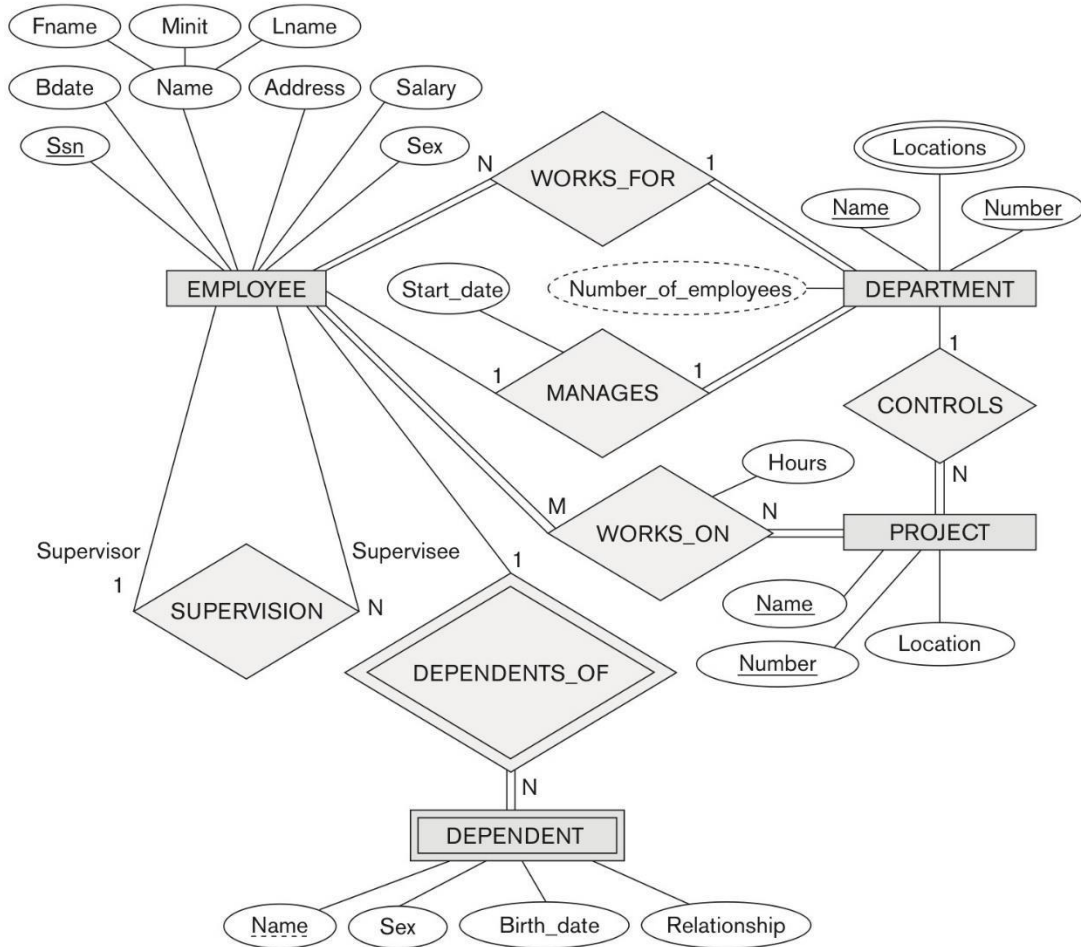 Fname Minit Lname
Bdate Name Address Salary
Ssn Sex
N WORKS_FOR 1
Locations
Name Number
EMPLOYEE Start_date Number_of_employees DEPARTMENT
1 MANAGES 1
1
CONTROLS
N
Hours
M WORKS_ON N
PROJECT
Supervisor Supervisee
1 SUPERVISION N
1
Name
Number Location
DEPENDENTS_OF
N
DEPENDENT
Name Sex Birth_date Relationship